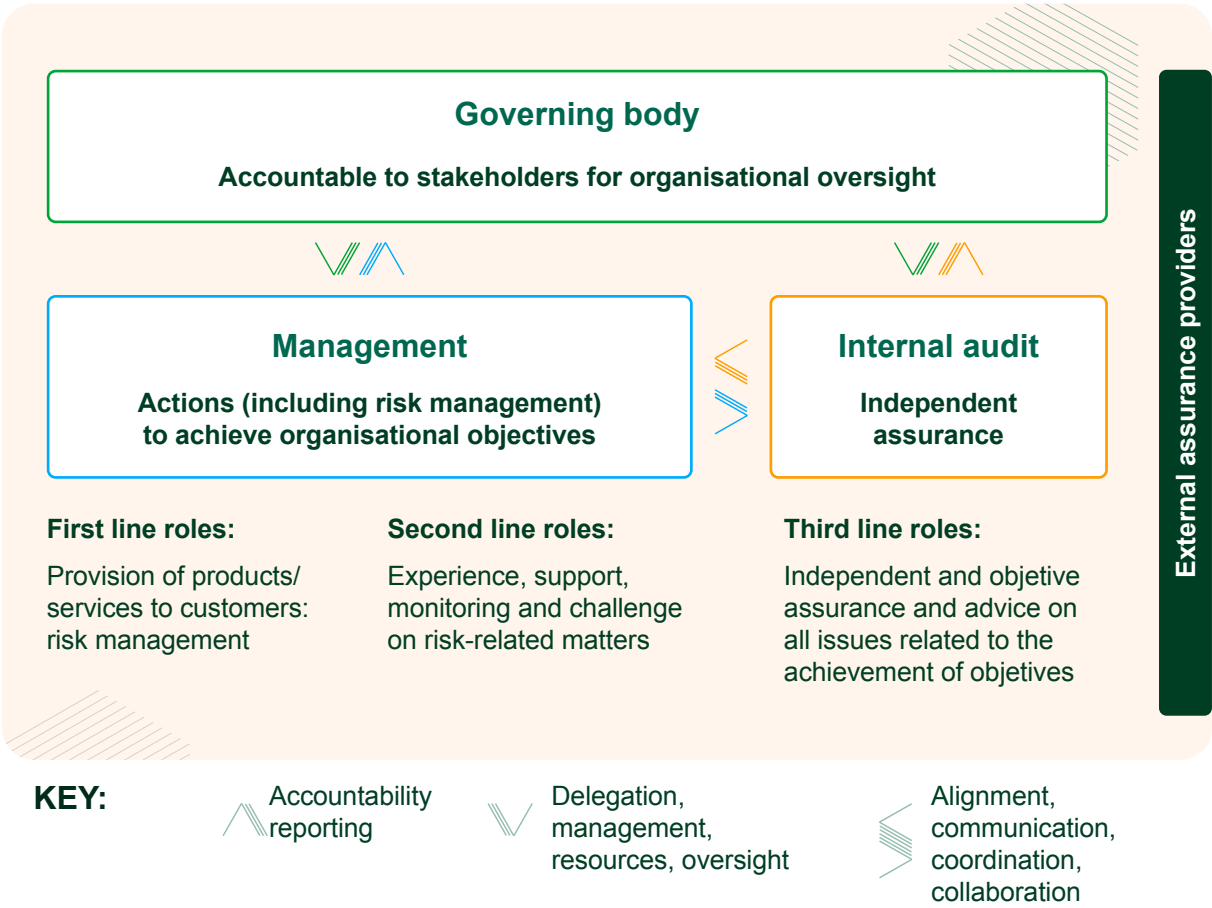 Governing body
Accountable to stakeholders for organisational oversight
Management
Actions (including risk management)
to achieve organisational objectives
Internal audit
Independent
assurance
First line roles:
Provision of products/
services to customers:
risk management
Second line roles:
Experience, support,
monitoring and challenge
on risk-related matters
Third line roles:
Independent and objetive
assurance and advice on
all issues related to the
achievement of objetives
External assurance providers
KEY:
Accountability
reporting
Delegation,
management,
resources, oversight
Alignment,
communication,
coordination,
collaboration